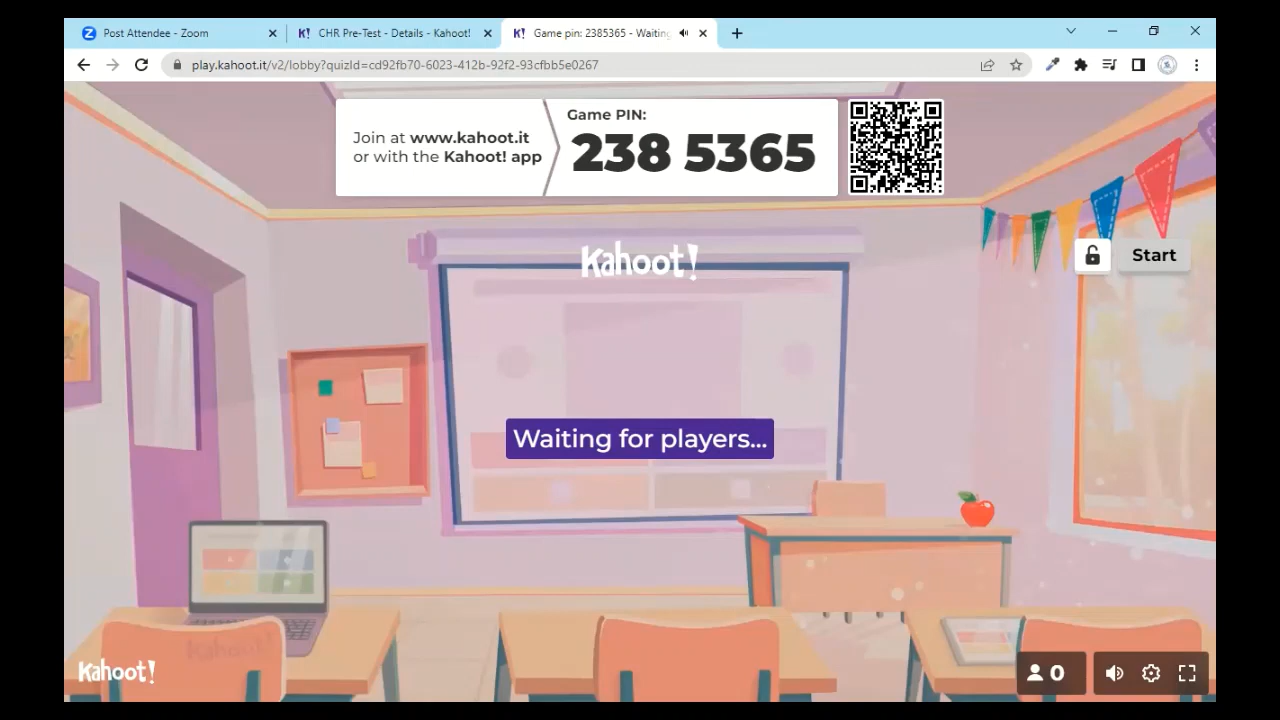 Post Attendee - Zoom
K! CHR Pre-Test - Details - Kahoot!
K! Game pin: 2385365 - Waiting
play.kahoot.it/v2/lobby?quizId=cd92fb70-6023-412b-92f2-93cfbb5e0267
Join at www.kahoot.it
or with the Kahoot! app
Game PIN:
238 5365
Kahoot!
Start
Waiting for players...
Kahoot!
Kahoot!
0